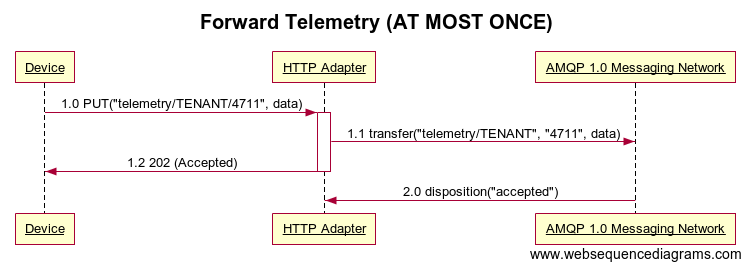 Forward Telemetry (AT MOST ONCE)
Device
HTTP Adapter
AMQP 1.0 Messaging Network
1.0 PUT("telemetry/TENANT/4711", data)
1.1 transfer("telemetry/TENANT", "4711", data)
1.2 202 (Accepted)
2.0 disposition("accepted")
Device
HTTP Adapter
AMQP 1.0 Messaging Network
www.websequencediagrams.com